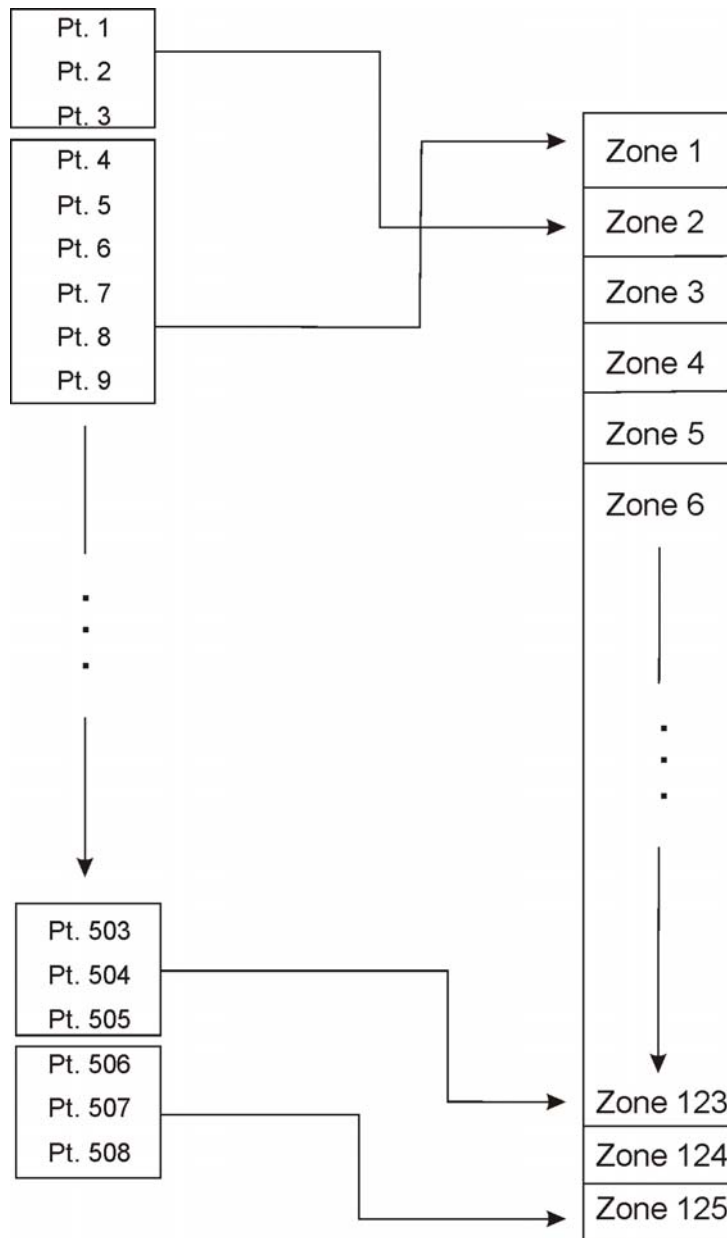 Pt. 1
Pt. 2
Pt. 3
Pt. 4
Pt. 5
Pt. 6
Pt. 7
Pt. 8
Pt. 9
Pt. 503
Pt. 504
Pt. 505
Pt. 506
Pt. 507
Pt. 508
Zone 1
Zone 2
Zone 3
Zone 4
Zone 5
Zone 6
Zone 123
Zone 124
Zone 125